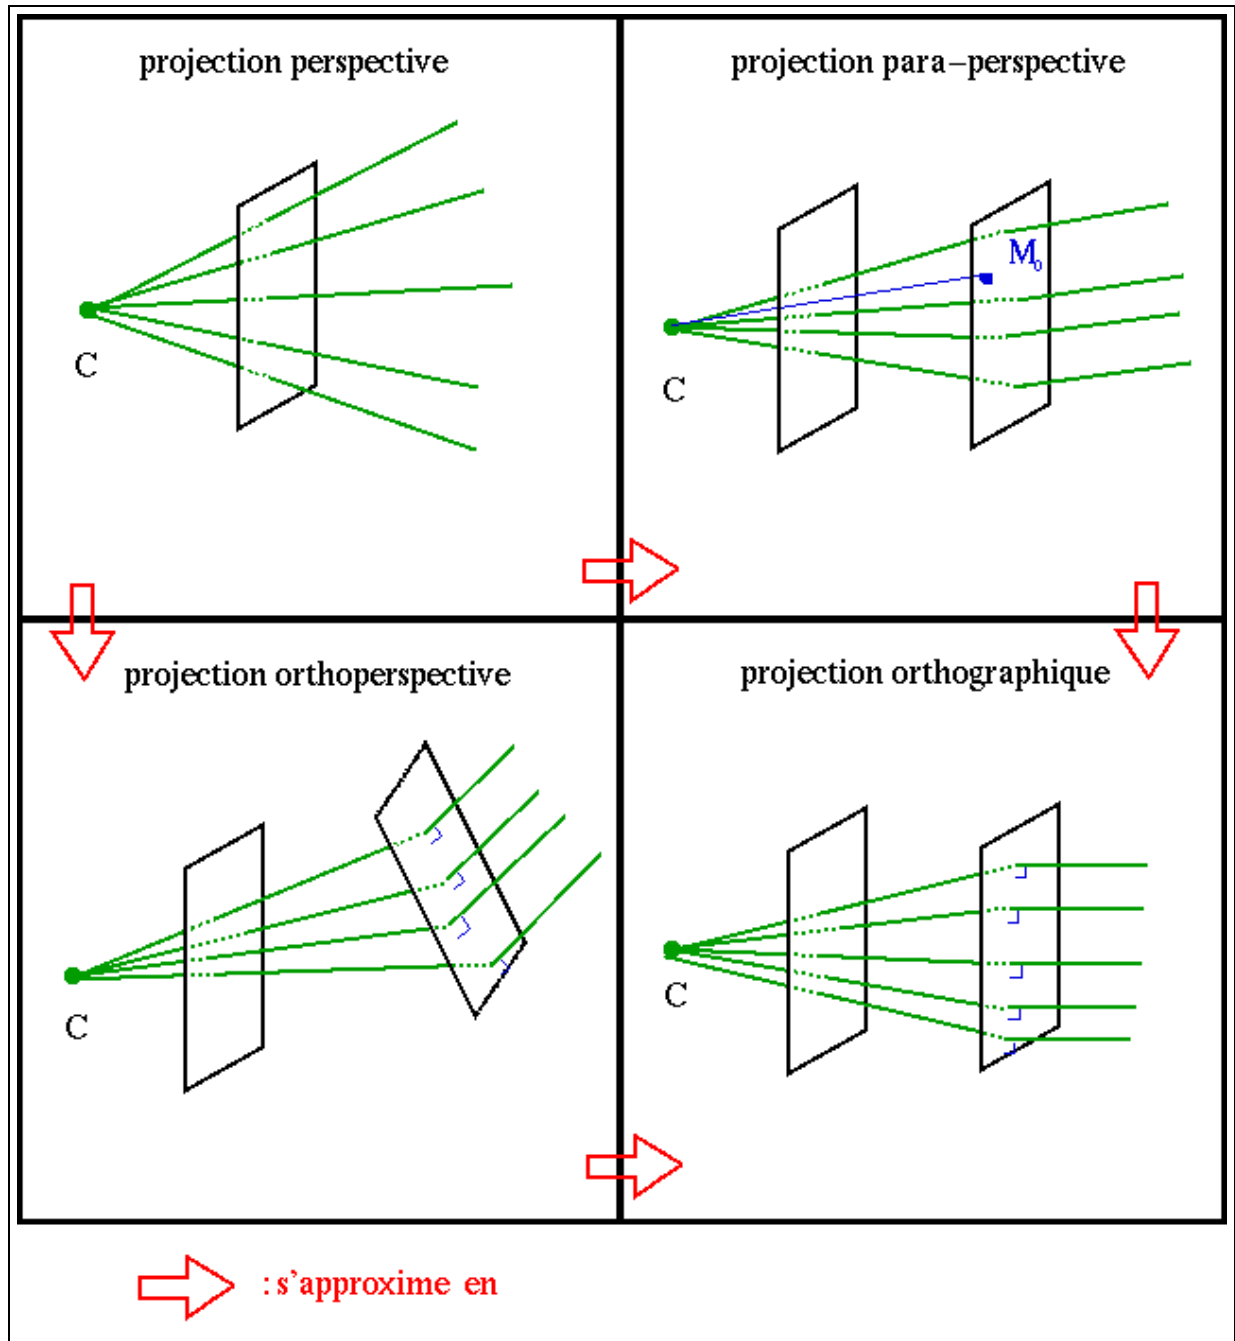 projection perspective
projection para-perspective
M0
C
C
projection orthoperspective
projection orthographique
C
C
: s'approxime en